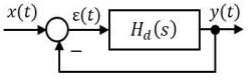 x(t) ε(t) H_d(s) y(t)
−